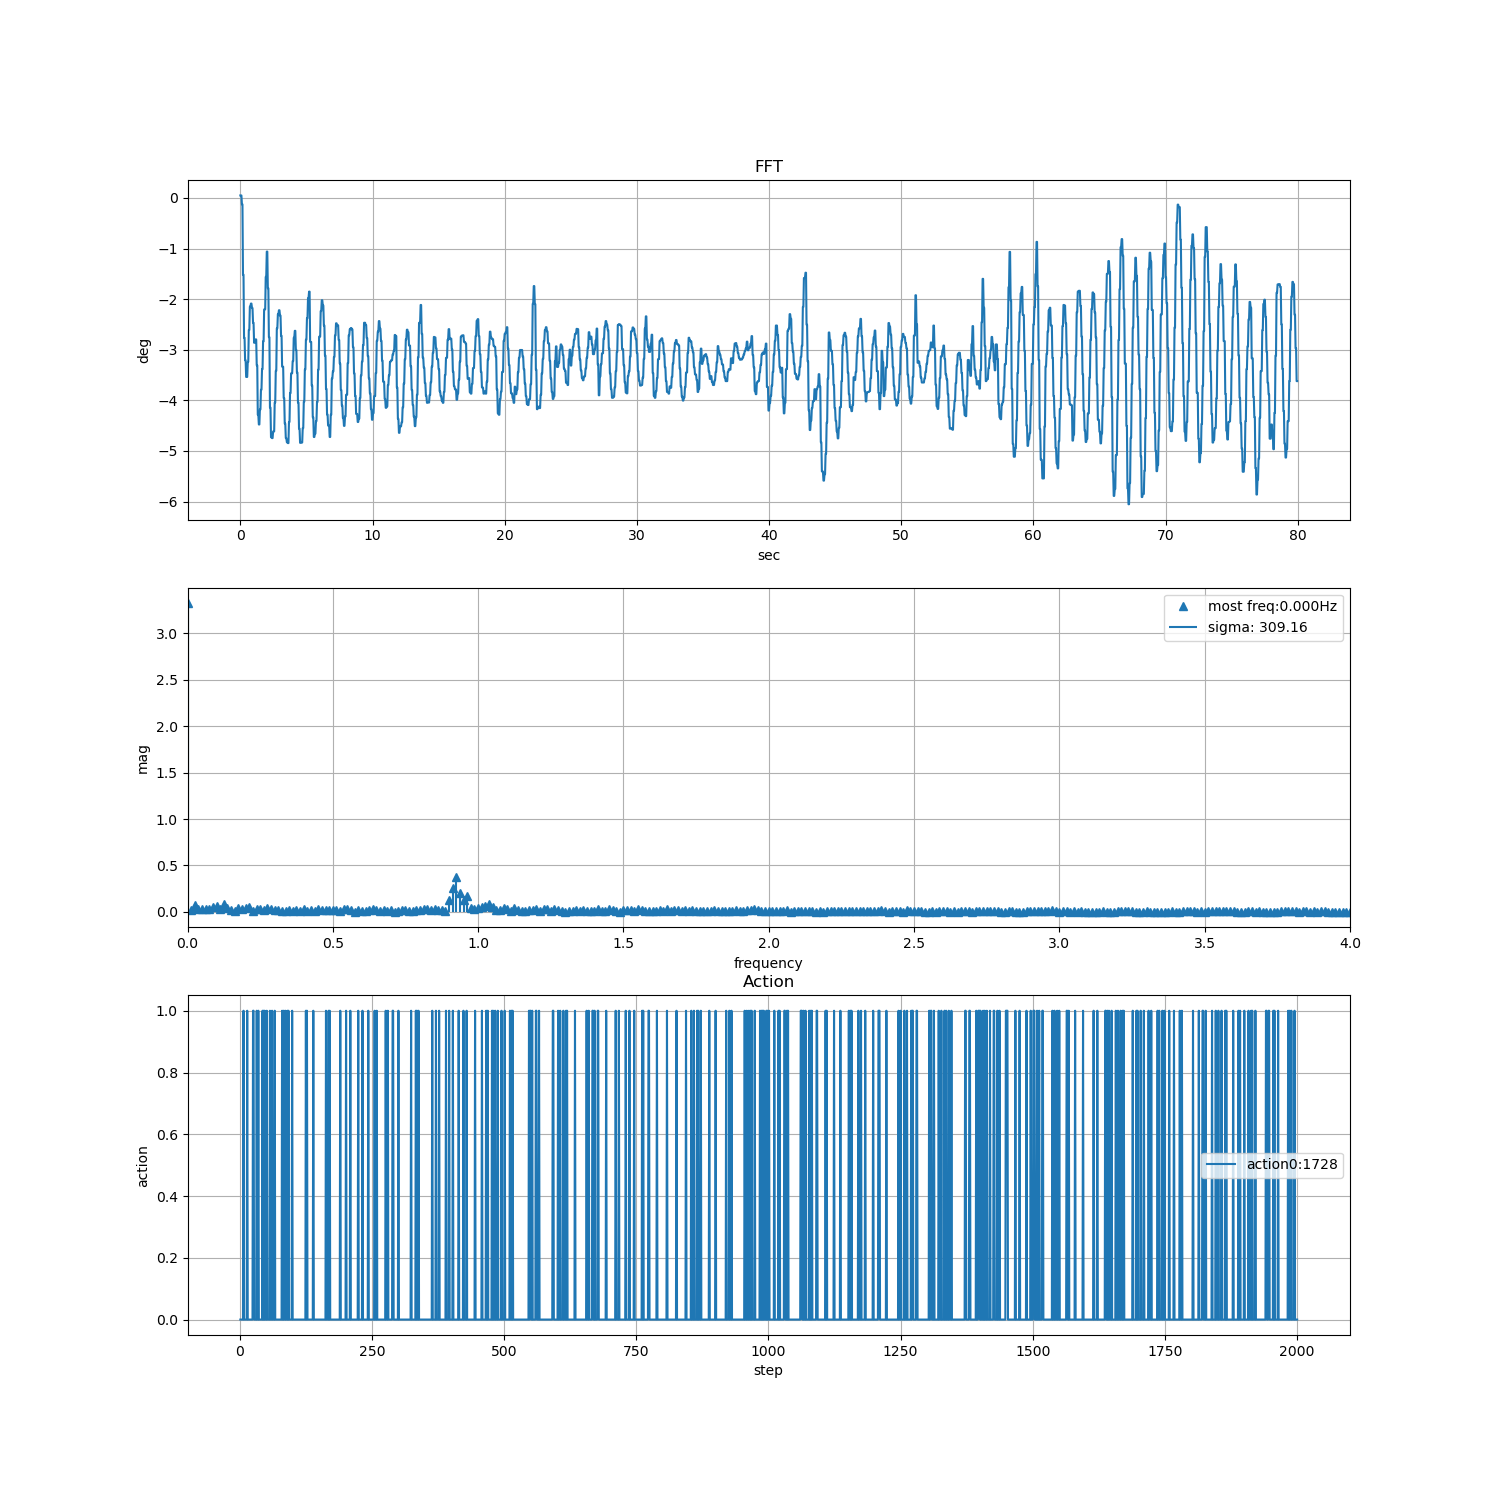 FFT
0
−1
−2
−3
−4
−5
−6
deg
0 10 20 30 40 50 60 70 80
sec
most freq:0.000Hz
sigma: 309.16
3.0
2.5
2.0
1.5
1.0
0.5
0.0
mag
0.0 0.5 1.0 1.5 2.0 2.5 3.0 3.5 4.0
frequency
Action
1.0
0.8
0.6
0.4
0.2
0.0
action
action0:1728
0 250 500 750 1000 1250 1500 1750 2000
step